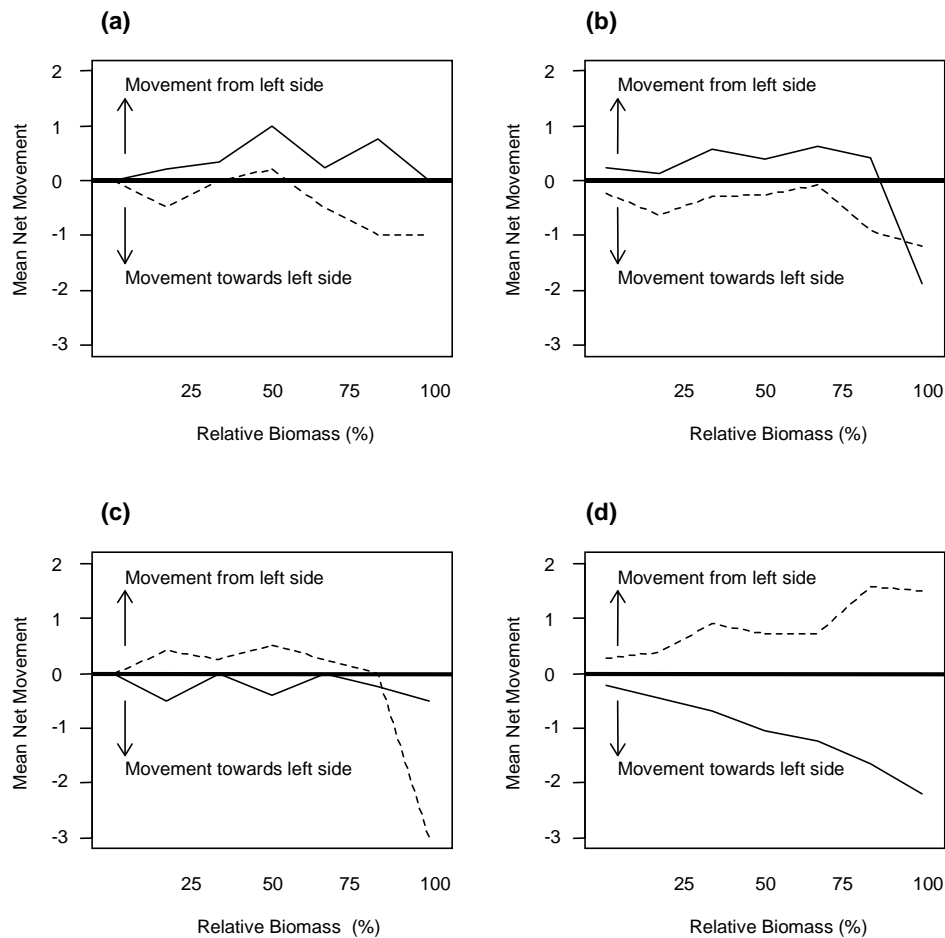 (a)
Mean Net Movement
2
1
0
-1
-2
-3
Movement from left side
Movement towards left side
25 50 75 100
Relative Biomass (%)
(b)
Mean Net Movement
2
1
0
-1
-2
-3
Movement from left side
Movement towards left side
25 50 75 100
Relative Biomass (%)
(c)
Mean Net Movement
2
1
0
-1
-2
-3
Movement from left side
Movement towards left side
25 50 75 100
Relative Biomass (%)
(d)
Mean Net Movement
2
1
0
-1
-2
-3
Movement from left side
Movement towards left side
25 50 75 100
Relative Biomass (%)